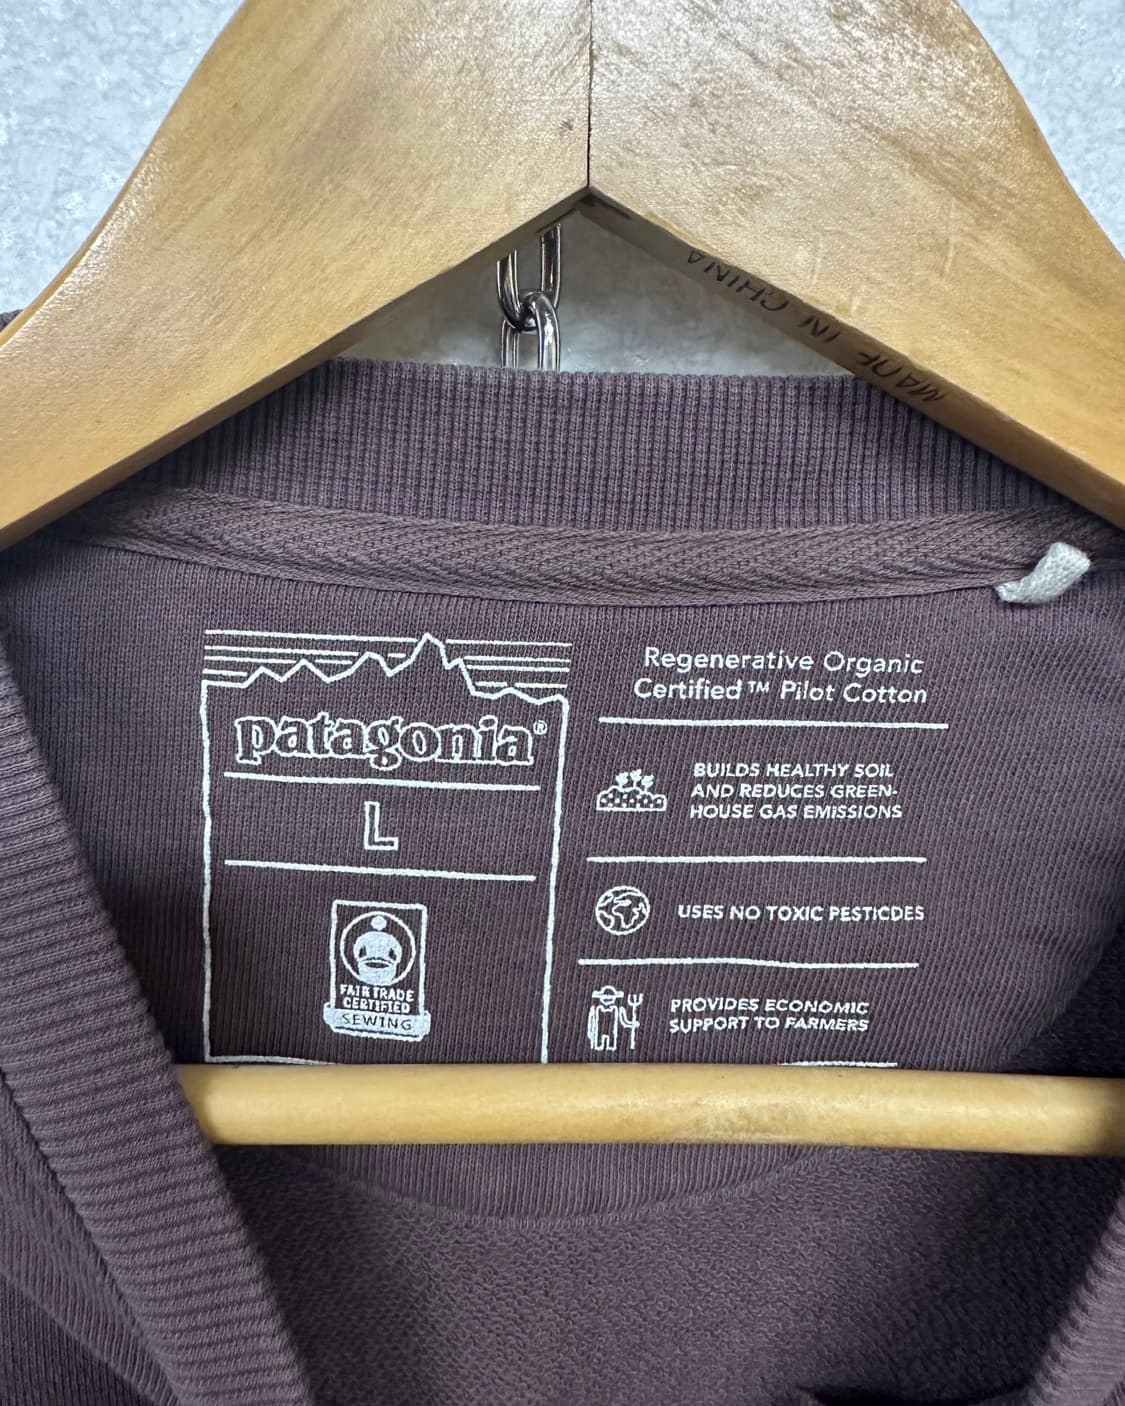 MADE IN CHINA
patagonia®
L
FAIR TRADE
CERTIFIED
SEWING
Regenerative Organic
Certified™ Pilot Cotton
BUILDS HEALTHY SOIL
AND REDUCES GREEN-
HOUSE GAS EMISSIONS
USES NO TOXIC PESTICDES
PROVIDES ECONOMIC
SUPPORT TO FARMERS